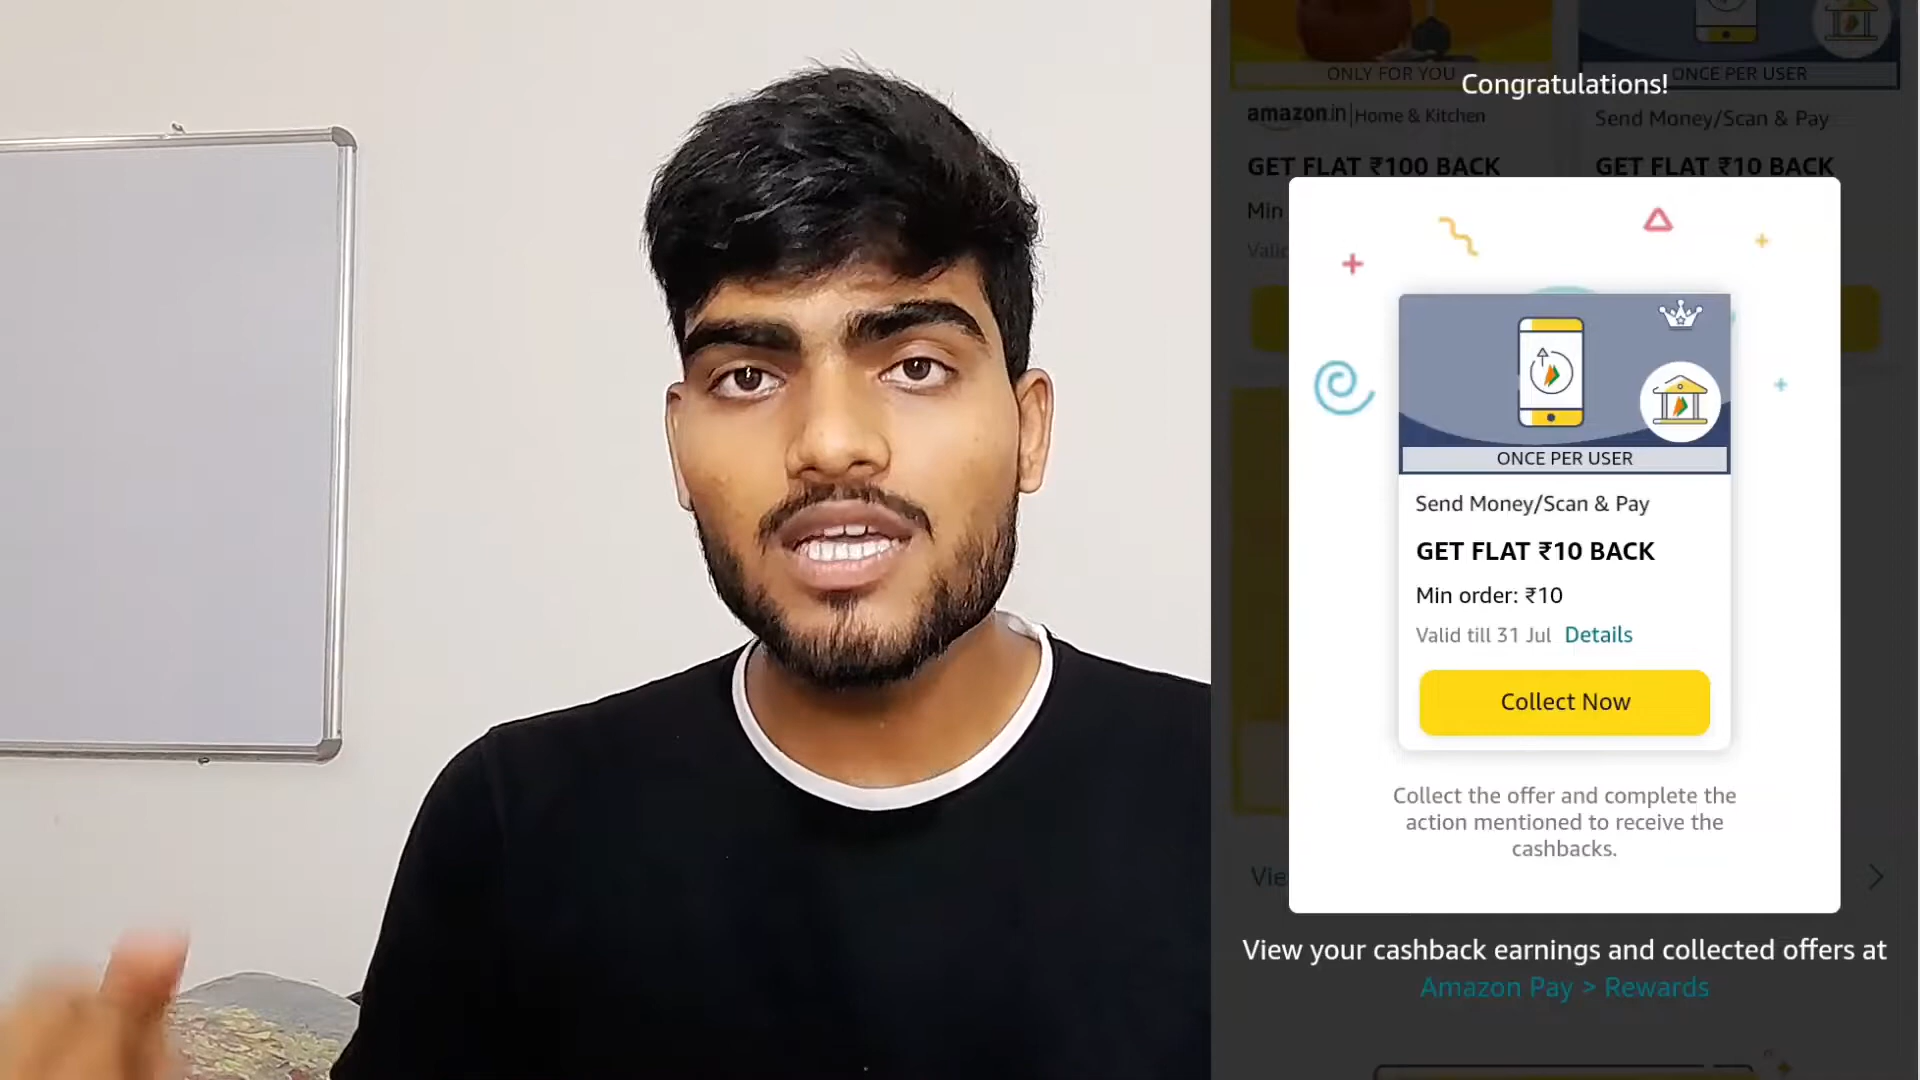 ONLY FOR YOU
ONCE PER USER
Congratulations!
amazon.in | Home & Kitchen
Send Money/Scan & Pay
GET FLAT ₹100 BACK
GET FLAT ₹10 BACK
Min
Valid
ONCE PER USER
Send Money/Scan & Pay
GET FLAT ₹10 BACK
Min order: ₹10
Valid till 31 Jul Details
Collect Now
Collect the offer and complete the
action mentioned to receive the
cashbacks.
View your cashback earnings and collected offers at
Amazon Pay > Rewards